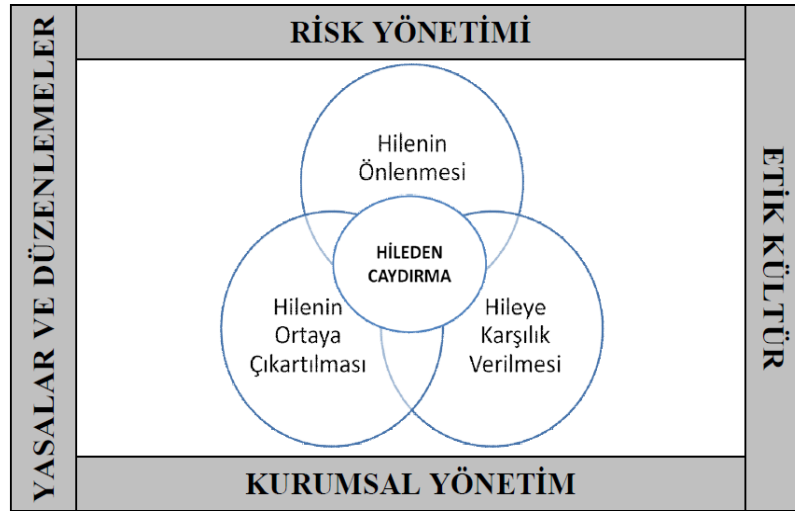 RİSK YÖNETİMİ
YASALAR VE DÜZENLEMELER
Hilenin
Önlenmesi
HİLEDEN
CAYDIRMA
Hilenin
Ortaya
Çıkartılması
Hileye
Karşılık
Verilmesi
ETİK KÜLTÜR
KURUMSAL YÖNETİM